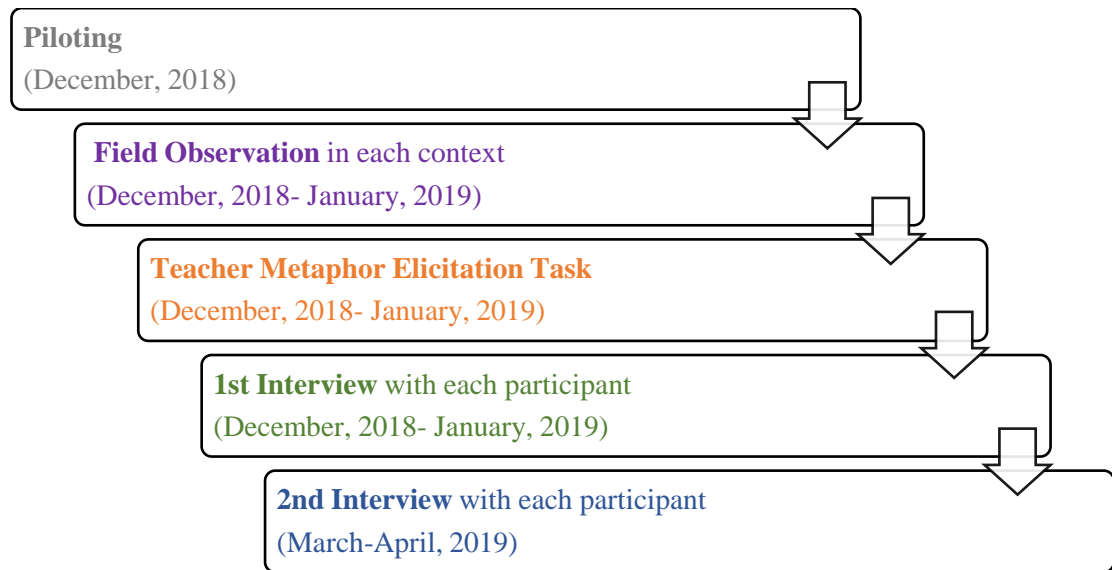 Piloting
(December, 2018)
Field Observation in each context
(December, 2018- January, 2019)
Teacher Metaphor Elicitation Task
(December, 2018- January, 2019)
1st Interview with each participant
(December, 2018- January, 2019)
2nd Interview with each participant
(March-April, 2019)